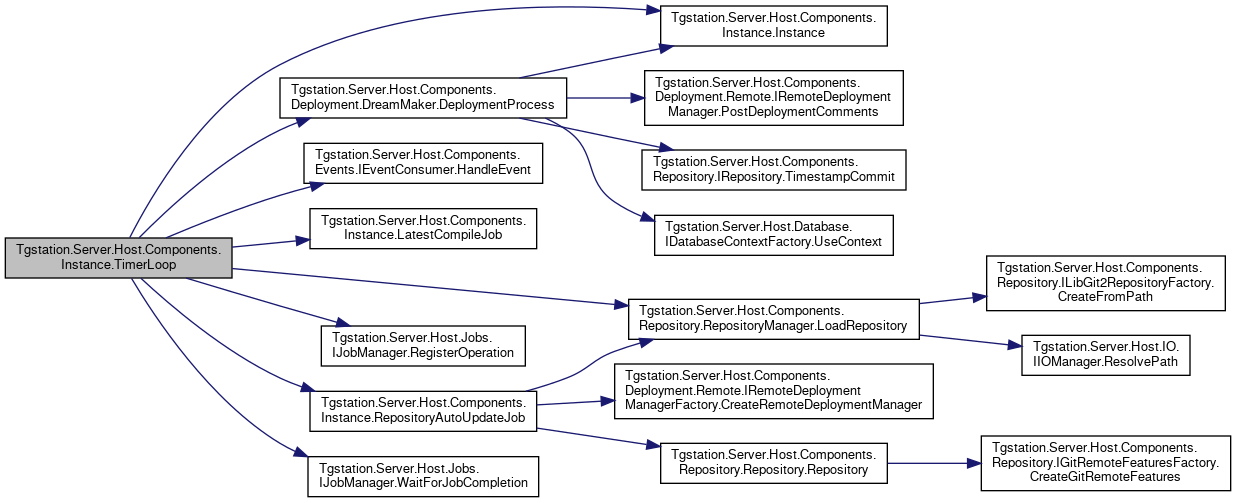 Tgstation.Server.Host.Components.
Instance.TimerLoop
Tgstation.Server.Host.Components.
Instance.Instance
Tgstation.Server.Host.Components.
Deployment.DreamMaker.DeploymentProcess
Tgstation.Server.Host.Components.
Deployment.Remote.IRemoteDeployment
Manager.PostDeploymentComments
Tgstation.Server.Host.Components.
Repository.IRepository.TimestampCommit
Tgstation.Server.Host.Database.
IDatabaseContextFactory.UseContext
Tgstation.Server.Host.Components.
Events.IEventConsumer.HandleEvent
Tgstation.Server.Host.Components.
Instance.LatestCompileJob
Tgstation.Server.Host.Components.
Repository.RepositoryManager.LoadRepository
Tgstation.Server.Host.Components.
Repository.ILibGit2RepositoryFactory.
CreateFromPath
Tgstation.Server.Host.IO.
IIOManager.ResolvePath
Tgstation.Server.Host.Jobs.
IJobManager.RegisterOperation
Tgstation.Server.Host.Components.
Instance.RepositoryAutoUpdateJob
Tgstation.Server.Host.Components.
Deployment.Remote.IRemoteDeployment
ManagerFactory.CreateRemoteDeploymentManager
Tgstation.Server.Host.Components.
Repository.Repository.Repository
Tgstation.Server.Host.Components.
Repository.IGitRemoteFeaturesFactory.
CreateGitRemoteFeatures
Tgstation.Server.Host.Jobs.
IJobManager.WaitForJobCompletion